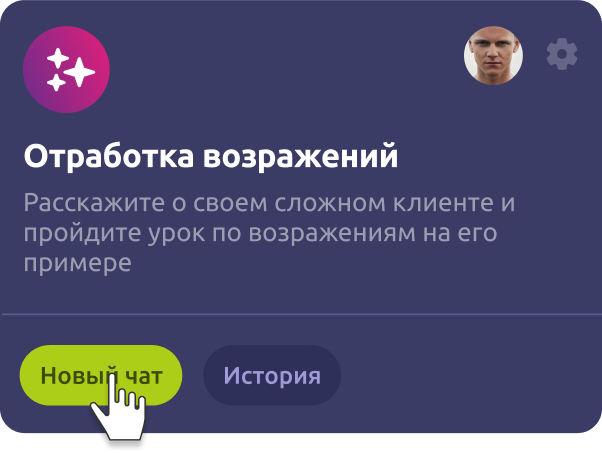 Отработка возражений
Расскажите о своем сложном клиенте и
пройдите урок по возражениям на его
примере
Новый чат
История